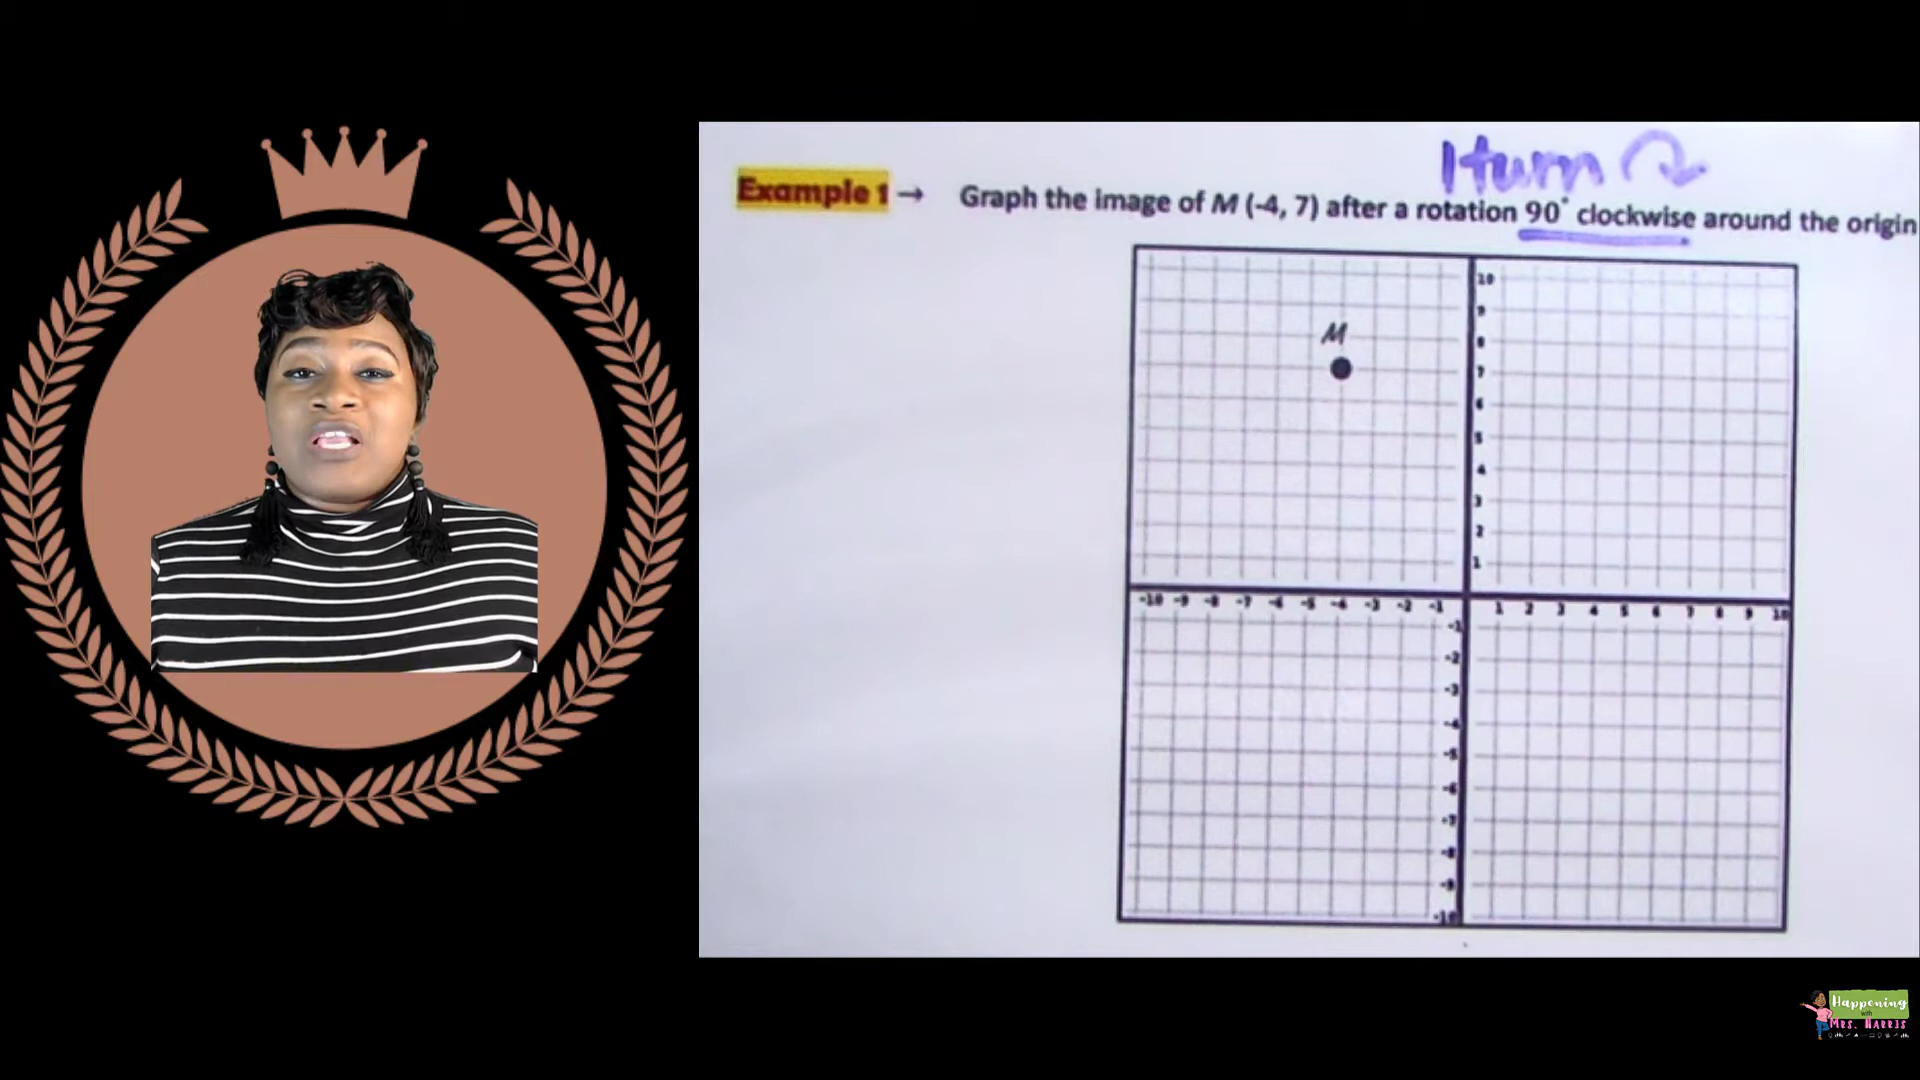 1 turn
Example 1 → Graph the image of M (-4, 7) after a rotation 90° clockwise around the origin
M
10
9
8
7
6
5
4
3
2
1
-10 -9 -8 -7 -6 -5 -4 -3 -2 -1 1 2 3 4 5 6 7 8 9 10
-1
-2
-3
-4
-5
-6
-7
-8
-9
-10
Happening
with
Mrs. Harris